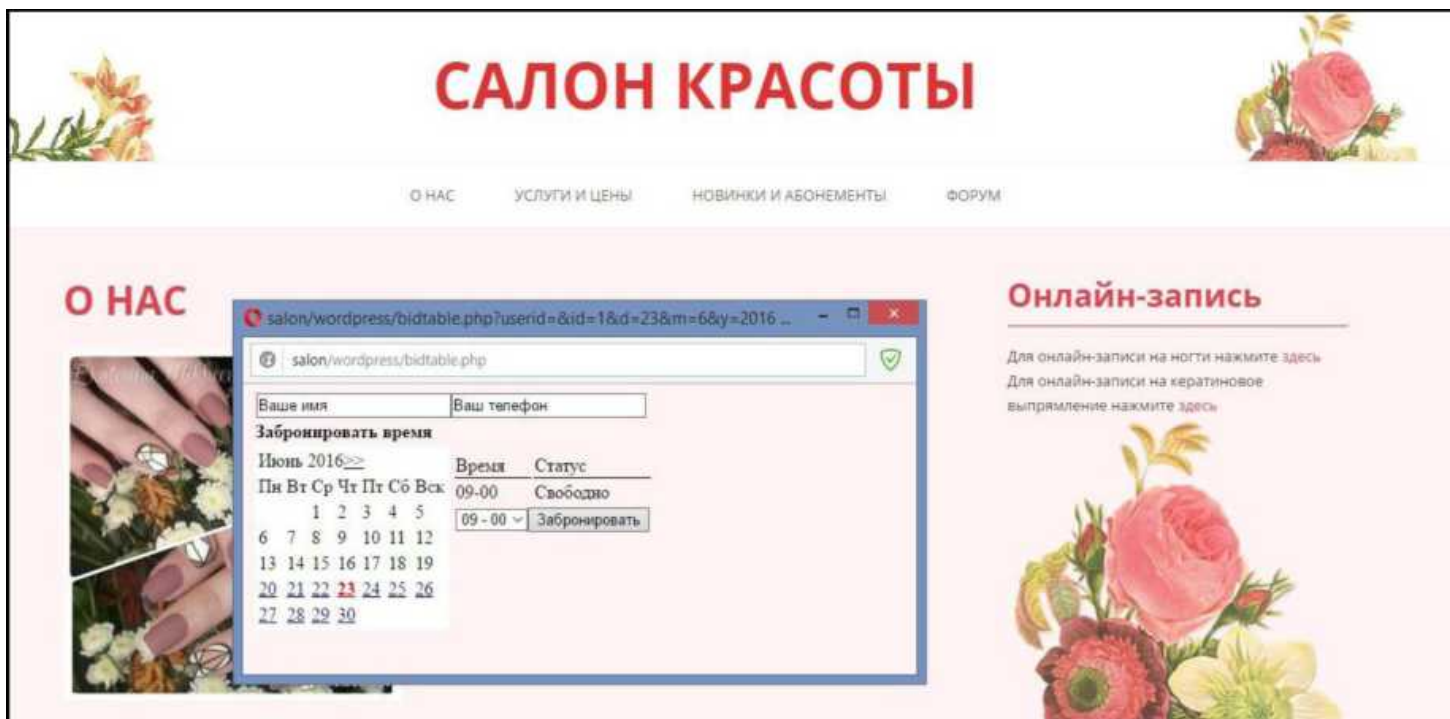 САЛОН КРАСОТЫ
О НАС УСЛУГИ И ЦЕНЫ НОВИНКИ И АБОНЕМЕНТЫ ФОРУМ
О НАС
salon/wordpress/bidtable.php?userid=&id=1&d=23&m=6&y=2016 ...
salon/wordpress/bidtable.php
Ваше имя Ваш телефон
Забронировать время
Июнь 2016>>
Пн Вт Ср Чт Пт Сб Вск
1 2 3 4 5
6 7 8 9 10 11 12
13 14 15 16 17 18 19
20 21 22 23 24 25 26
27 28 29 30
Время Статус
09-00 Свободно
09 - 00 Забронировать
Онлайн-запись
Для онлайн-записи на ногти нажмите здесь
Для онлайн-записи на кератиновое
выпрямление нажмите здесь